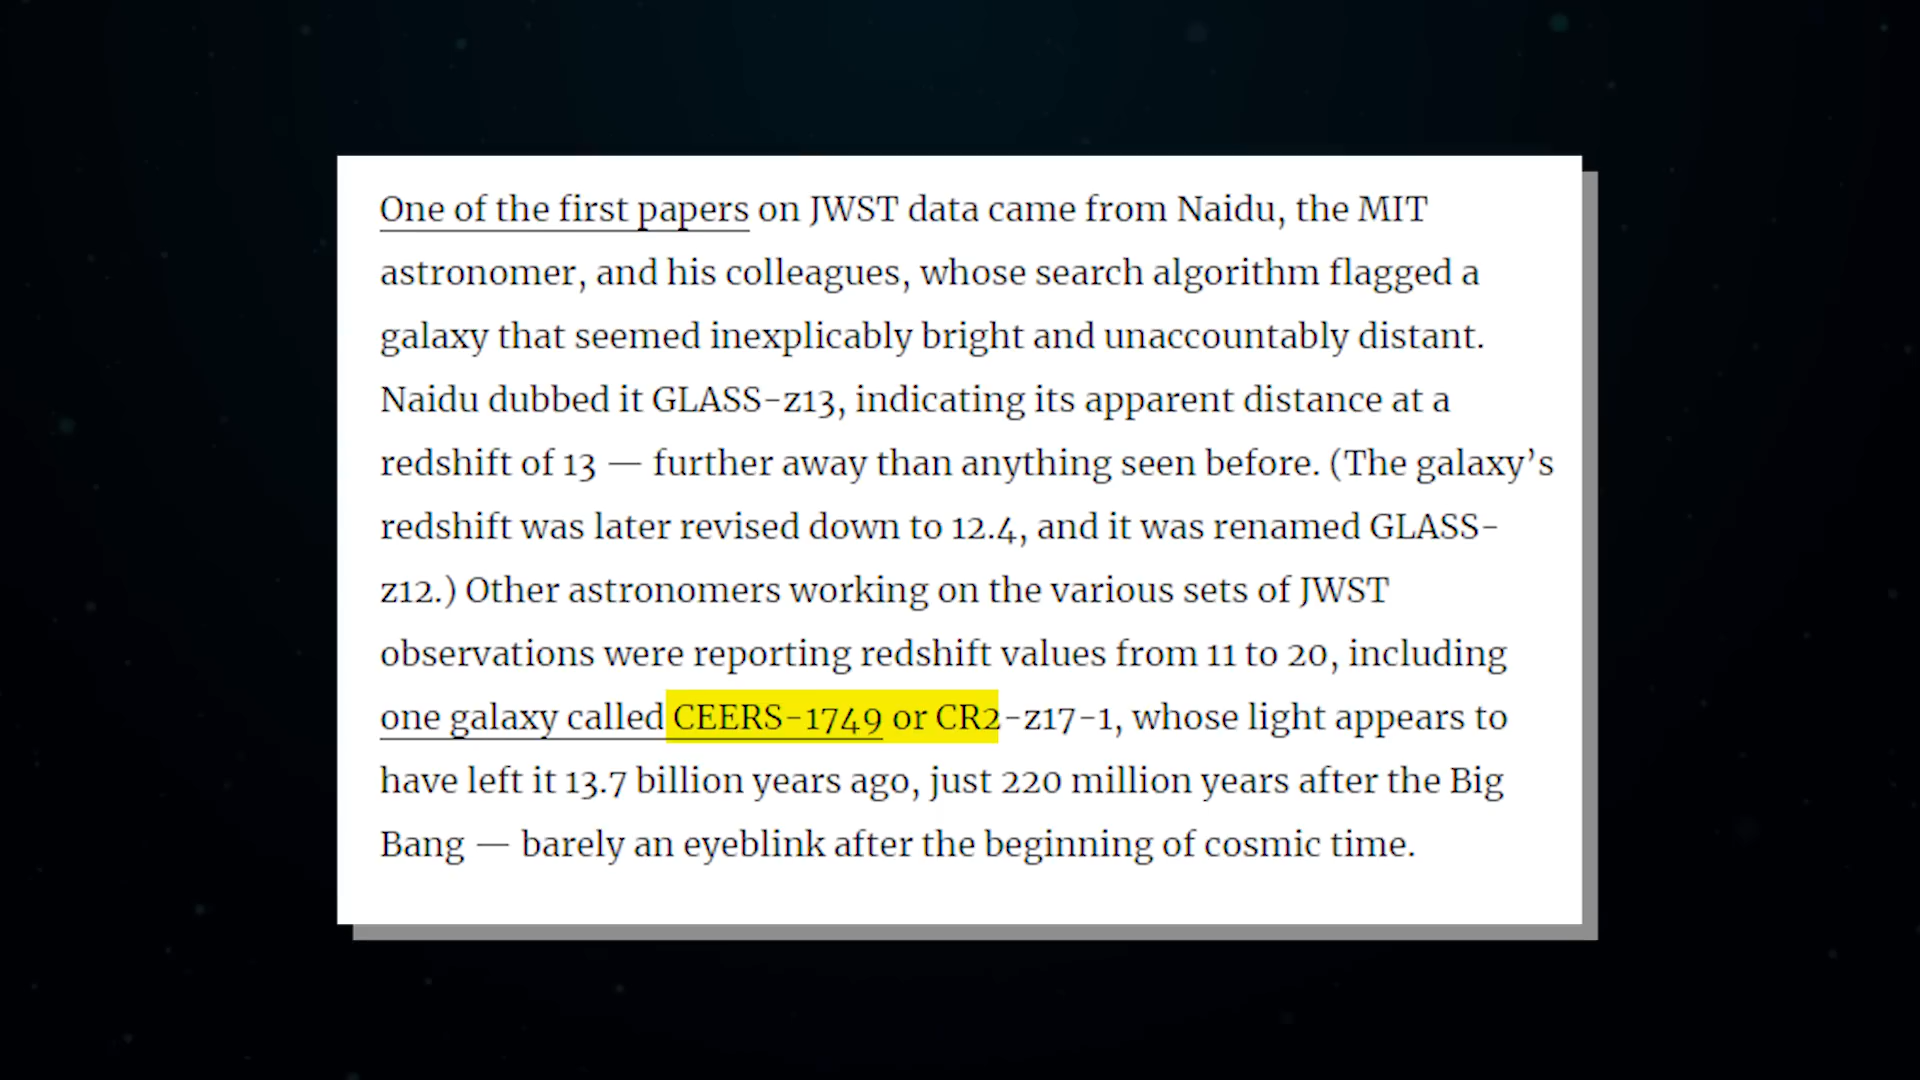 One of the first papers on JWST data came from Naidu, the MIT
astronomer, and his colleagues, whose search algorithm flagged a
galaxy that seemed inexplicably bright and unaccountably distant.
Naidu dubbed it GLASS-z13, indicating its apparent distance at a
redshift of 13 — further away than anything seen before. (The galaxy’s
redshift was later revised down to 12.4, and it was renamed GLASS-
z12.) Other astronomers working on the various sets of JWST
observations were reporting redshift values from 11 to 20, including
one galaxy called CEERS-1749 or CR2-z17-1, whose light appears to
have left it 13.7 billion years ago, just 220 million years after the Big
Bang — barely an eyeblink after the beginning of cosmic time.